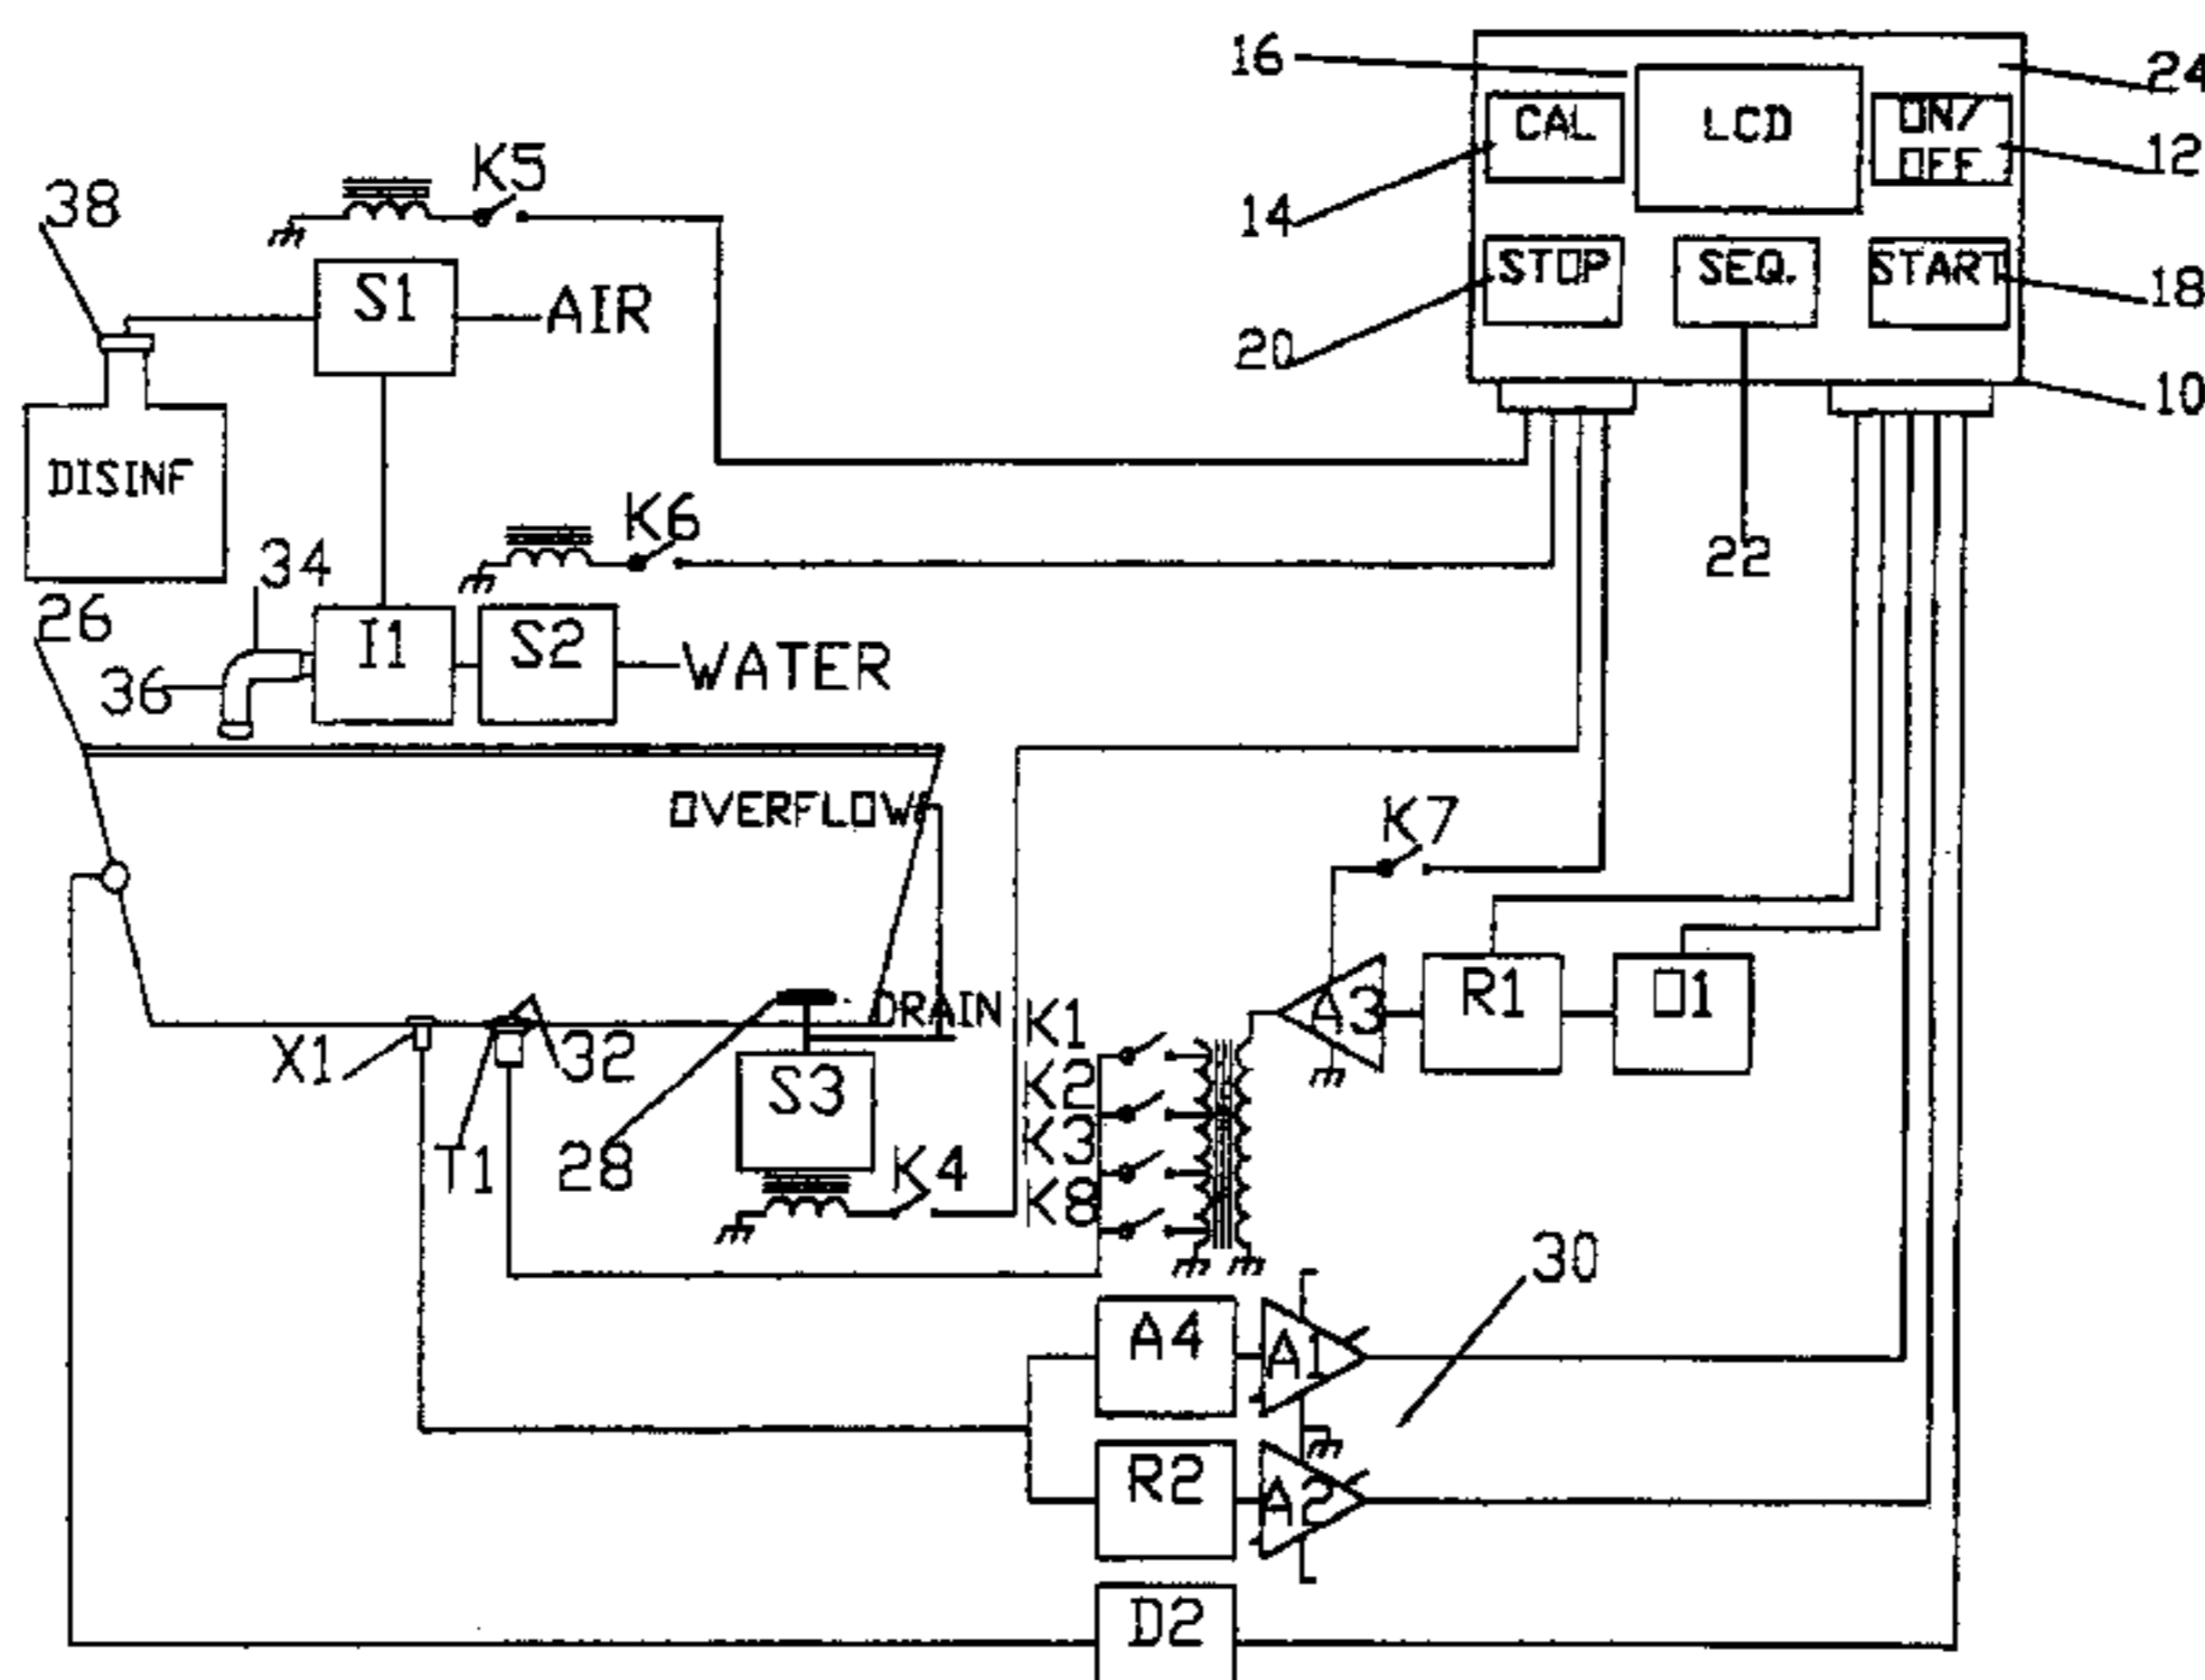 16
24
CAL
LCD
ON/
OFF
12
14
K5
38
S1
AIR
STOP
SEQ.
START
18
20
10
DISINF
K6
22
34
26
I1
S2
WATER
36
OVERFLOW
K7
DRAIN
A3
R1
O1
X1
32
K1
K2
K3
K8
S3
T1
28
K4
30
A4
A1
R2
A2
D2